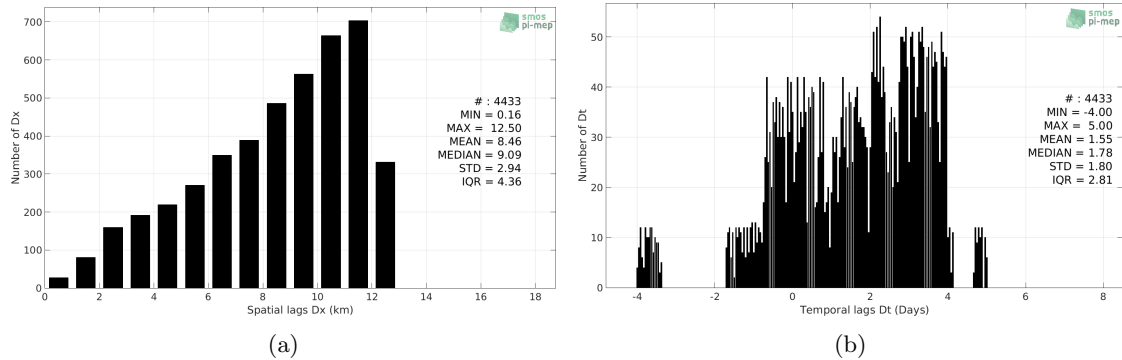 smos
pi-mep
700
600
500
400
300
200
100
0
Number of Dx
# : 4433
MIN = 0.16
MAX = 12.50
MEAN = 8.46
MEDIAN = 9.09
STD = 2.94
IQR = 4.36
0 2 4 6 8 10 12 14 16 18
Spatial lags Dx (km)
(a)
smos
pi-mep
50
40
30
20
10
0
Number of Dt
# : 4433
MIN = -4.00
MAX = 5.00
MEAN = 1.55
MEDIAN = 1.78
STD = 1.80
IQR = 2.81
-4 -2 0 2 4 6 8
Temporal lags Dt (Days)
(b)